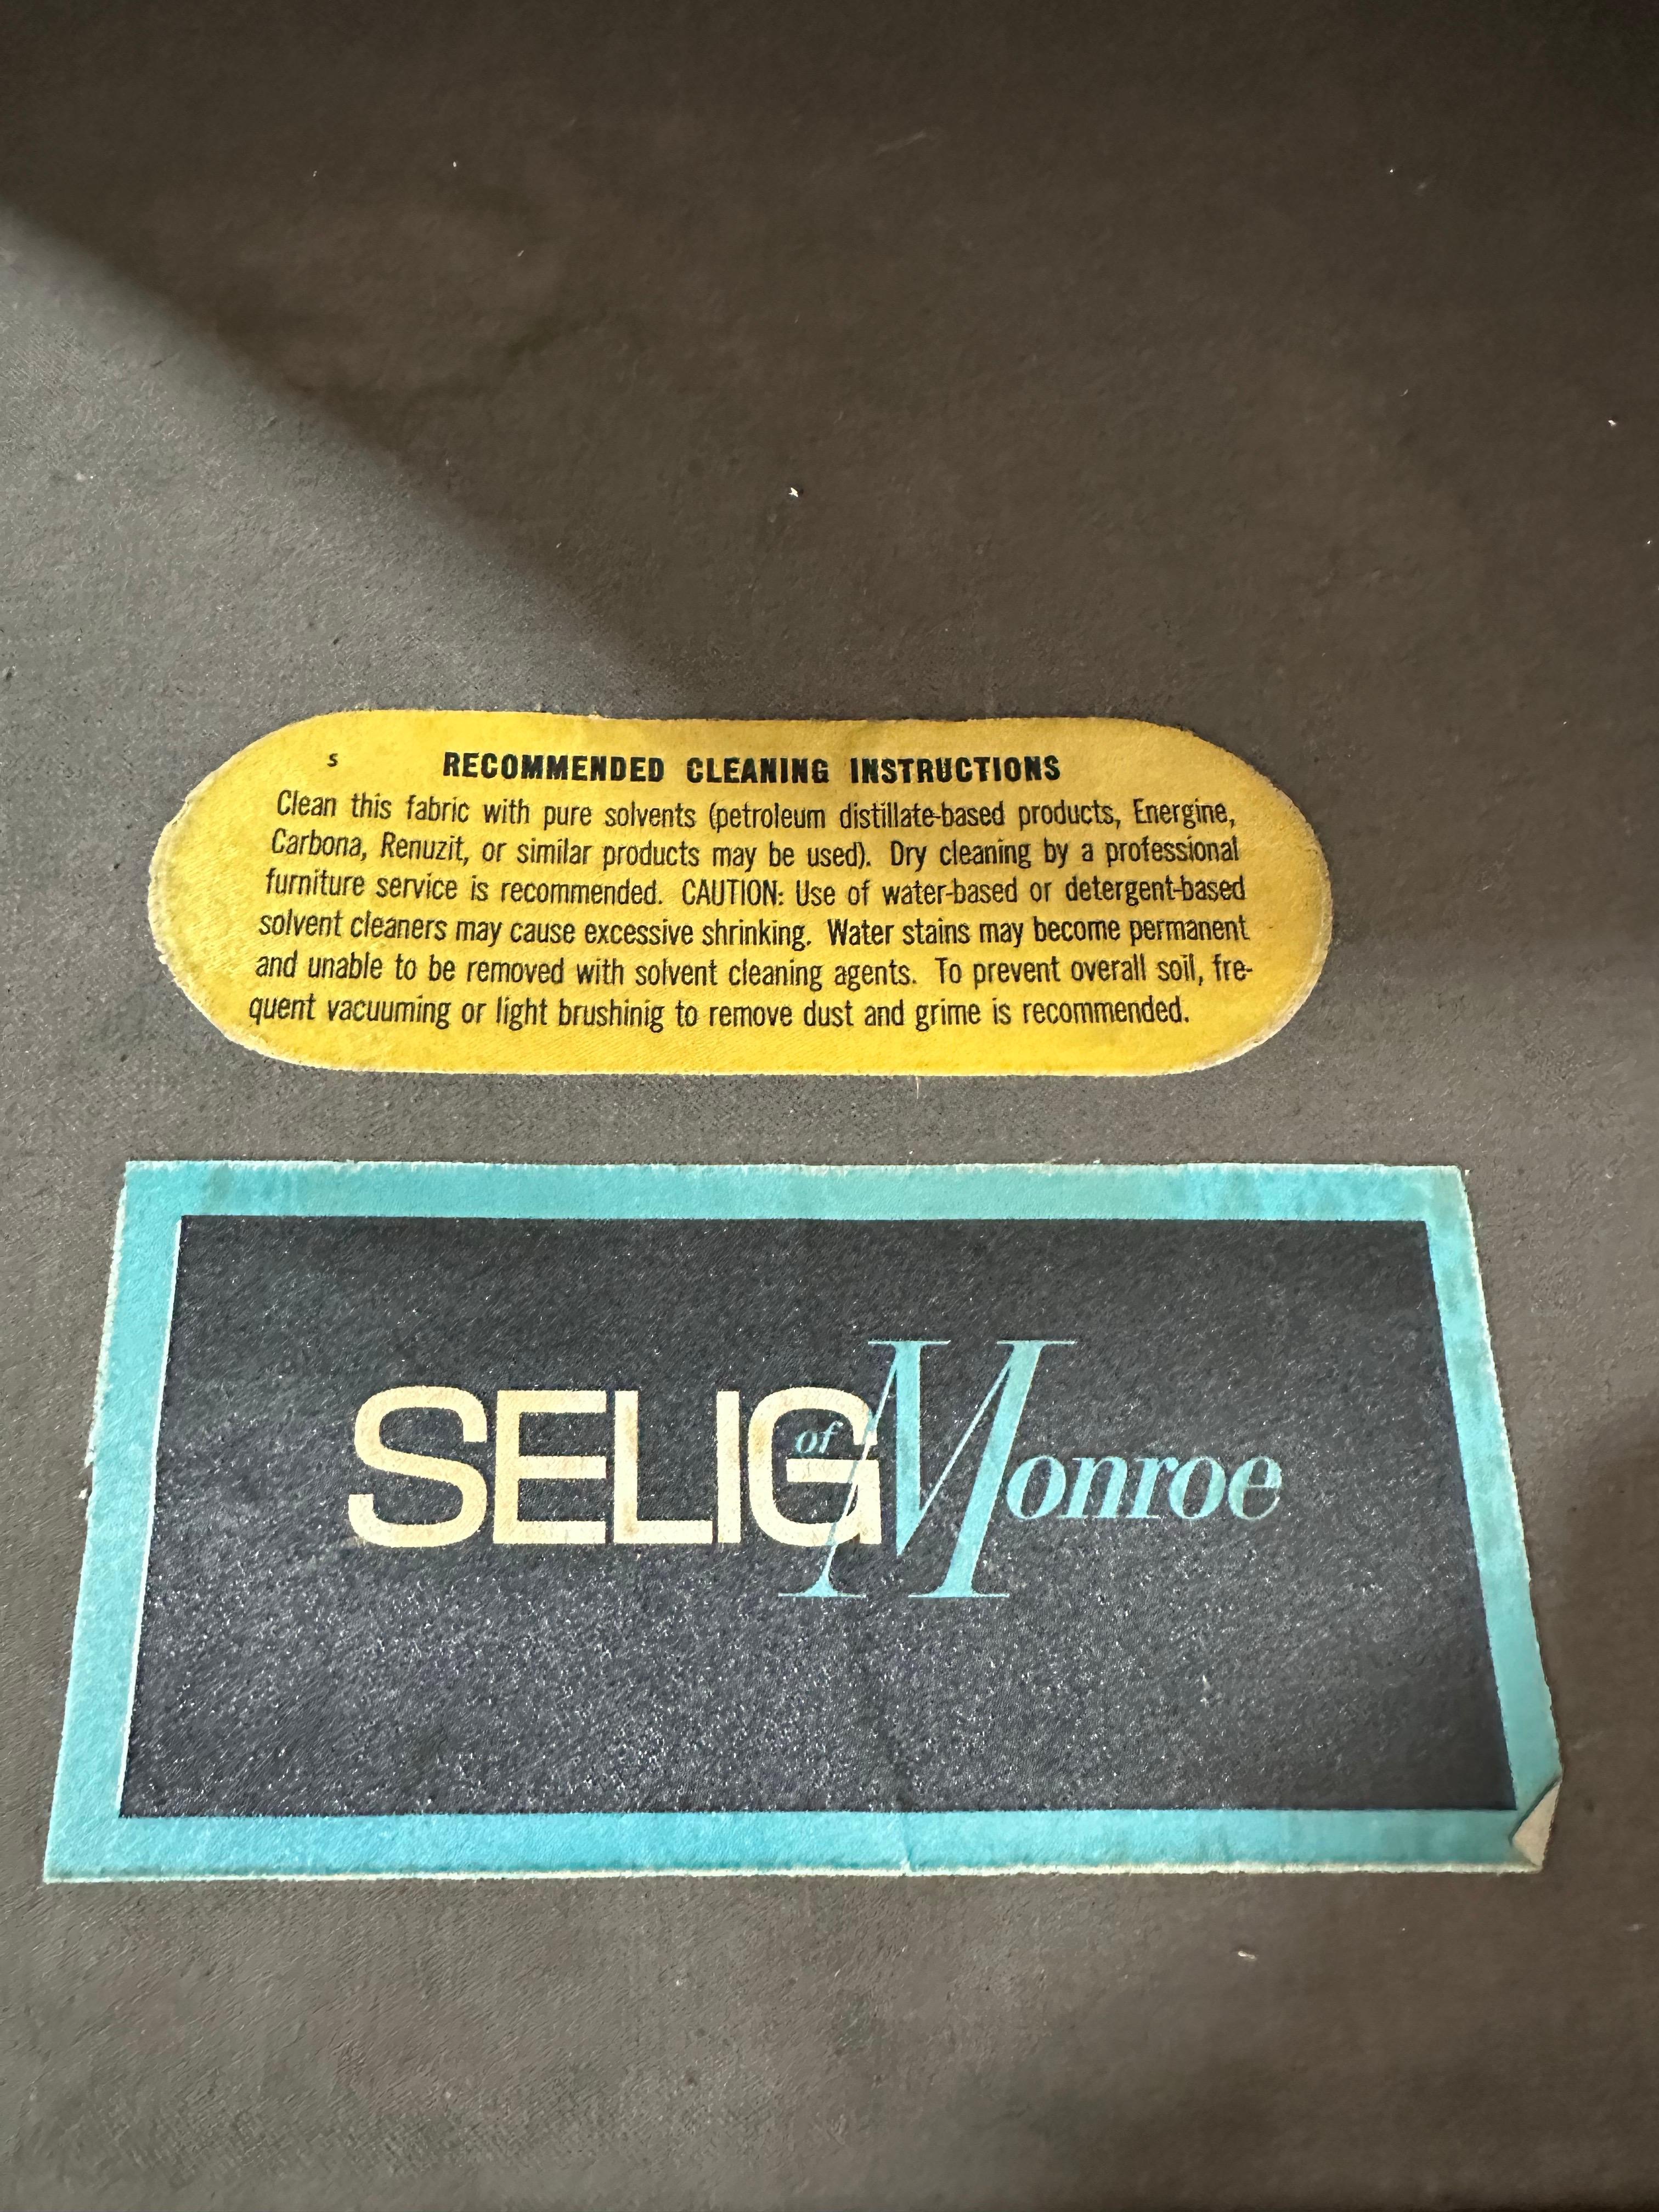 S RECOMMENDED CLEANING INSTRUCTIONS
Clean this fabric with pure solvents (petroleum distillate-based products, Energine,
Carbona, Renuzit, or similar products may be used). Dry cleaning by a professional
furniture service is recommended. CAUTION: Use of water-based or detergent-based
solvent cleaners may cause excessive shrinking. Water stains may become permanent
and unable to be removed with solvent cleaning agents. To prevent overall soil, fre-
quent vacuuming or light brushinig to remove dust and grime is recommended.
SELIG of Monroe